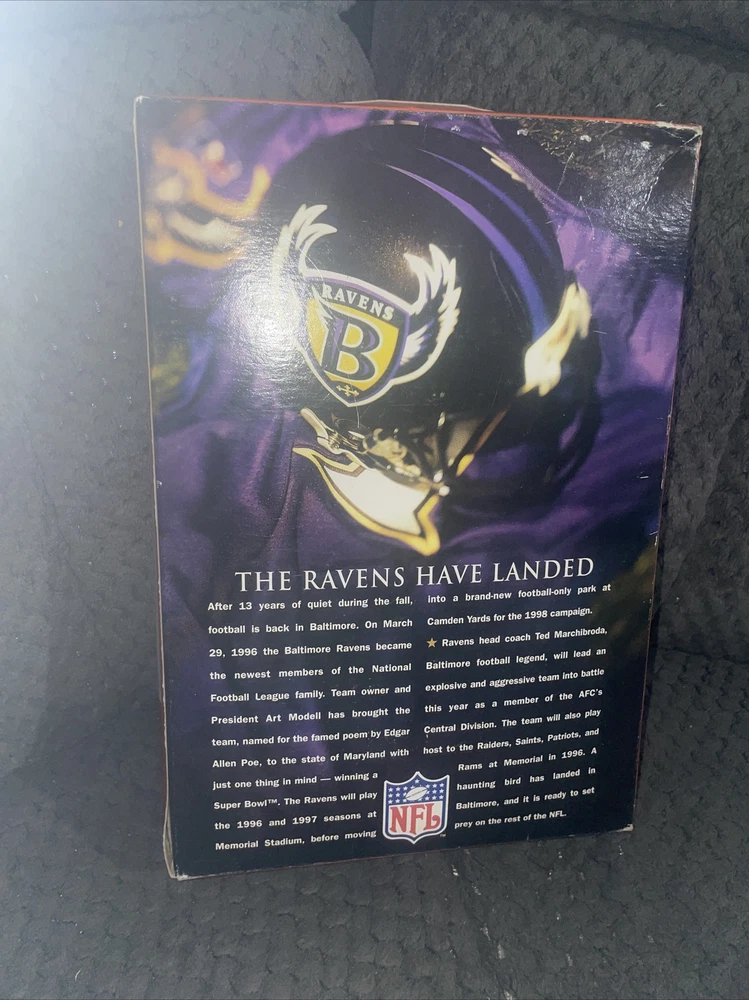 RAVENS
B
THE RAVENS HAVE LANDED
After 13 years of quiet during the fall,
football is back in Baltimore. On March
29, 1996 the Baltimore Ravens became
the newest members of the National
Football League family. Team owner and
President Art Modell has brought the
team, named for the famed poem by Edgar
Allen Poe, to the state of Maryland with
just one thing in mind — winning a
Super Bowl™. The Ravens will play
the 1996 and 1997 seasons at
Memorial Stadium, before moving
into a brand-new football-only park at
Camden Yards for the 1998 campaign.
★ Ravens head coach Ted Marchibroda,
Baltimore football legend, will lead an
explosive and aggressive team into battle
this year as a member of the AFC's
Central Division. The team will also play
host to the Raiders, Saints, Patriots, and
Rams at Memorial in 1996. A
haunting bird has landed in
Baltimore, and it is ready to set
prey on the rest of the NFL.
NFL